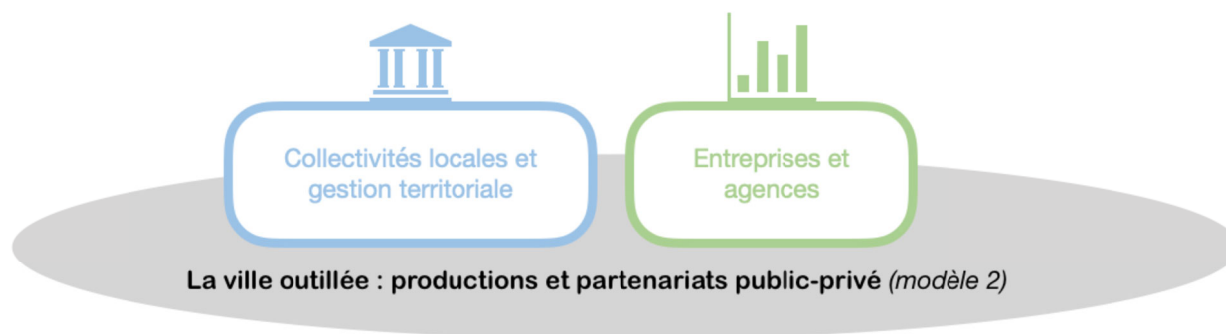 Collectivités locales et
gestion territoriale
Entreprises et
agences
La ville outillée : productions et partenariats public-privé (modèle 2)